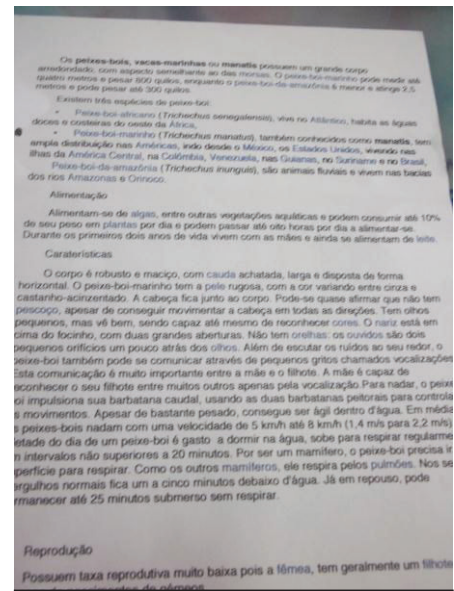 Os peixes-bois, vacas-marinhas ou manatis possuem um grande corpo
arredondado, com aspecto semelhante ao das morsas. O peixe-boi-marinho pode medir até
quatro metros e pesar 800 quilos, enquanto o peixe-boi-da-amazônia é menor e atinge 2,5
metros e pode pesar até 300 quilos.
Existem três espécies de peixe-boi:
• Peixe-boi-africano (Trichechus senegalensis), vive no Atlântico, habita as águas
doces e costeiras do oeste da África,
• Peixe-boi-marinho (Trichechus manatus), também conhecidos como manatis, tem
ampla distribuição nas Américas, indo desde o México, os Estados Unidos, vivendo nas
ilhas da América Central, na Colômbia, Venezuela, nas Guianas, no Suriname e no Brasil,
Peixe-boi-da-amazônia (Trichechus inunguis), são animais fluviais e vivem nas bacias
dos rios Amazonas e Orinoco.
Alimentação
Alimentam-se de algas, entre outras vegetações aquáticas e podem consumir até 10%
de seu peso em plantas por dia e podem passar até oito horas por dia a alimentar-se.
Durante os primeiros dois anos de vida vivem com as mães e ainda se alimentam de leite.
Caraterísticas
O corpo é robusto e maciço, com cauda achatada, larga e disposta de forma
horizontal. O peixe-boi-marinho tem a pele rugosa, com a cor variando entre cinza e
castanho-acinzentado. A cabeça fica junto ao corpo. Pode-se quase afirmar que não tem
pescoço, apesar de conseguir movimentar a cabeça em todas as direções. Tem olhos
pequenos, mas vê bem, sendo capaz até mesmo de reconhecer cores. O nariz está em
cima do focinho, com duas grandes aberturas. Não tem orelhas: os ouvidos são dois
pequenos orifícios um pouco atrás dos olhos. Além de escutar os ruídos ao seu redor, o
peixe-boi também pode se comunicar através de pequenos gritos chamados vocalizações
Esta comunicação é muito importante entre a mãe e o filhote. A mãe é capaz de
econhecer o seu filhote entre muitos outros apenas pela vocalização.Para nadar, o peixe
oi impulsiona sua barbatana caudal, usando as duas barbatanas peitorais para controla
s movimentos. Apesar de bastante pesado, consegue ser ágil dentro d'água. Em média
s peixes-bois nadam com uma velocidade de 5 km/h até 8 km/h (1,4 m/s para 2,2 m/s)
etade do dia de um peixe-boi é gasto a dormir na água, sobe para respirar regularme
n intervalos não superiores a 20 minutos. Por ser um mamífero, o peixe-boi precisa ir
perfície para respirar. Como os outros mamíferos, ele respira pelos pulmões. Nos se
ergulhos normais fica um a cinco minutos debaixo d'água. Já em repouso, pode
rmanecer até 25 minutos submerso sem respirar.
Reprodução
Possuem taxa reprodutiva muito baixa pois a fêmea, tem geralmente um filhote